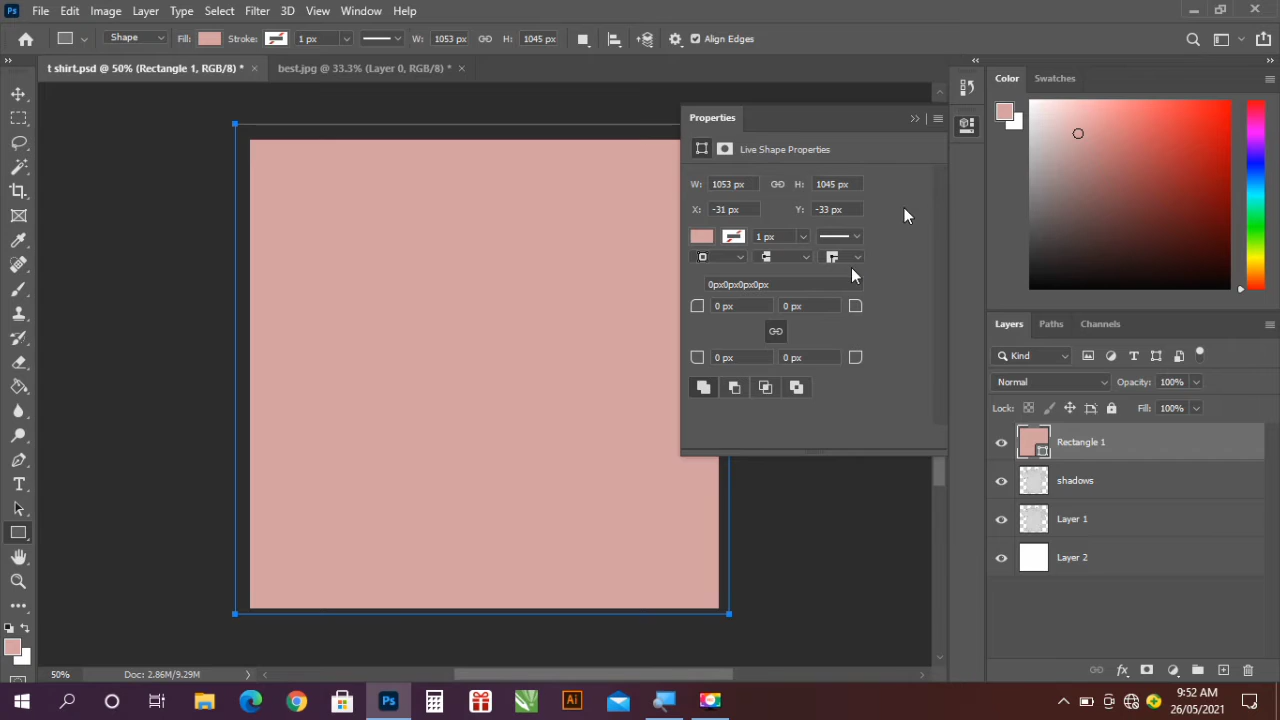 Ps File Edit Image Layer Type Select Filter 3D View Window Help
Shape Fill: Stroke: 1 px W: 1053 px H: 1045 px Align Edges
t shirt.psd @ 50% (Rectangle 1, RGB/8) * × best.jpg @ 33.3% (Layer 0, RGB/8) * ×
Properties
Live Shape Properties
W: 1053 px H: 1045 px
X: -31 px Y: -33 px
1 px
0px0px0px0px
0 px 0 px
0 px 0 px
Color Swatches
Layers Paths Channels
Kind
Normal Opacity: 100%
Lock: Fill: 100%
Rectangle 1
shadows
Layer 1
Layer 2
50% Doc: 2.86M/9.29M
Ps Ai
9:52 AM
26/05/2021